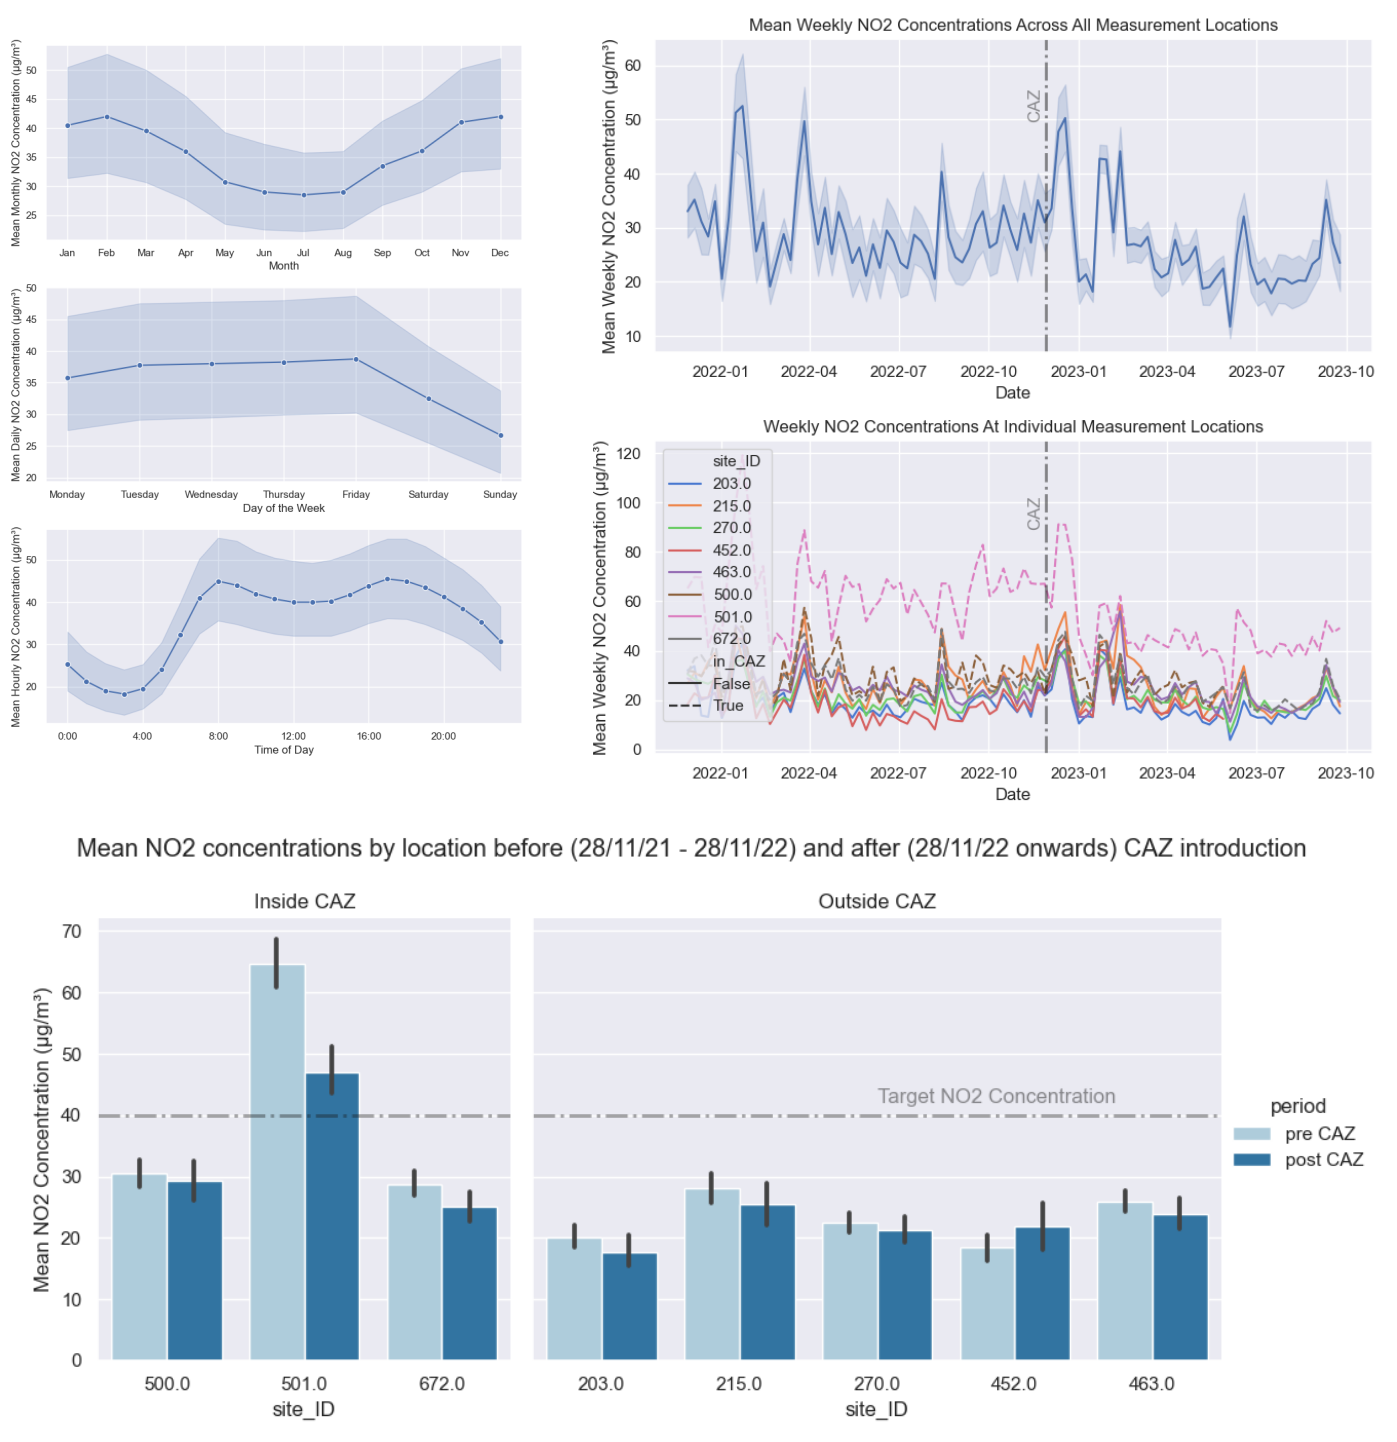 Mean Monthly NO2 Concentration (µg/m³)
50
45
40
35
30
25
Jan Feb Mar Apr May Jun Jul Aug Sep Oct Nov Dec
Month
Mean Daily NO2 Concentration (µg/m³)
50
45
40
35
30
25
20
Monday Tuesday Wednesday Thursday Friday Saturday Sunday
Day of the Week
Mean Hourly NO2 Concentration (µg/m³)
50
40
30
20
0:00 4:00 8:00 12:00 16:00 20:00
Time of Day
Mean Weekly NO2 Concentrations Across All Measurement Locations
Mean Weekly NO2 Concentration (µg/m³)
60
50
40
30
20
10
CAZ
2022-01 2022-04 2022-07 2022-10 2023-01 2023-04 2023-07 2023-10
Date
Weekly NO2 Concentrations At Individual Measurement Locations
Mean Weekly NO2 Concentration (µg/m³)
120
100
80
60
40
20
0
site_ID
203.0
215.0
270.0
452.0
463.0
500.0
501.0
672.0
in_CAZ
False
True
CAZ
2022-01 2022-04 2022-07 2022-10 2023-01 2023-04 2023-07 2023-10
Date
Mean NO2 concentrations by location before (28/11/21 - 28/11/22) and after (28/11/22 onwards) CAZ introduction
Inside CAZ
Outside CAZ
Mean NO2 Concentration (µg/m³)
70
60
50
40
30
20
10
0
Target NO2 Concentration
500.0 501.0 672.0
site_ID
203.0 215.0 270.0 452.0 463.0
site_ID
period
pre CAZ
post CAZ